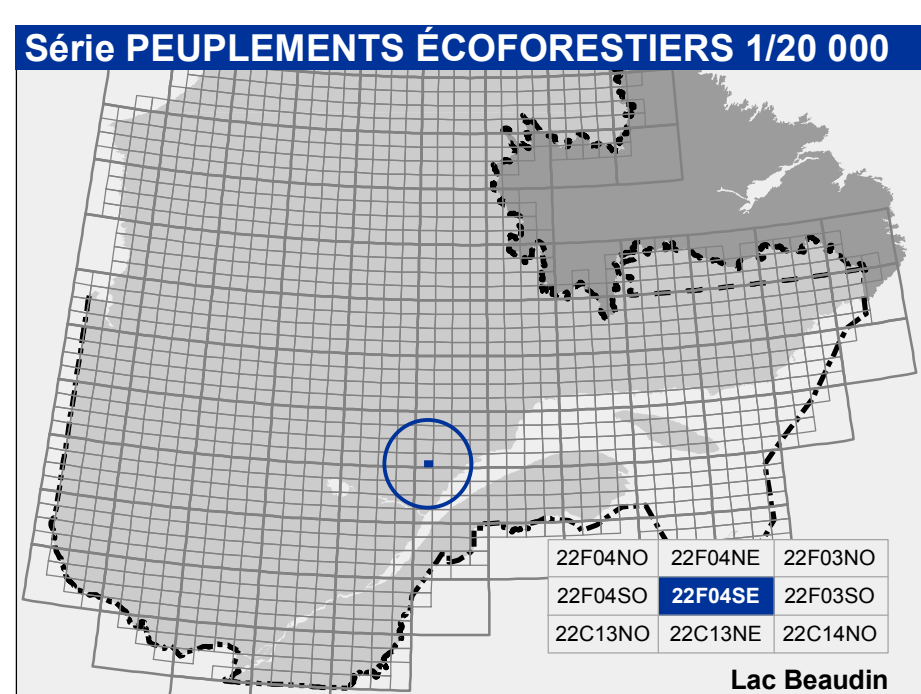 Série PEUPLEMENTS ÉCOFORESTIERS 1/20 000
22F04NO 22F04NE 22F03NO
22F04SO 22F04SE 22F03SO
22C13NO 22C13NE 22C14NO
Lac Beaudin